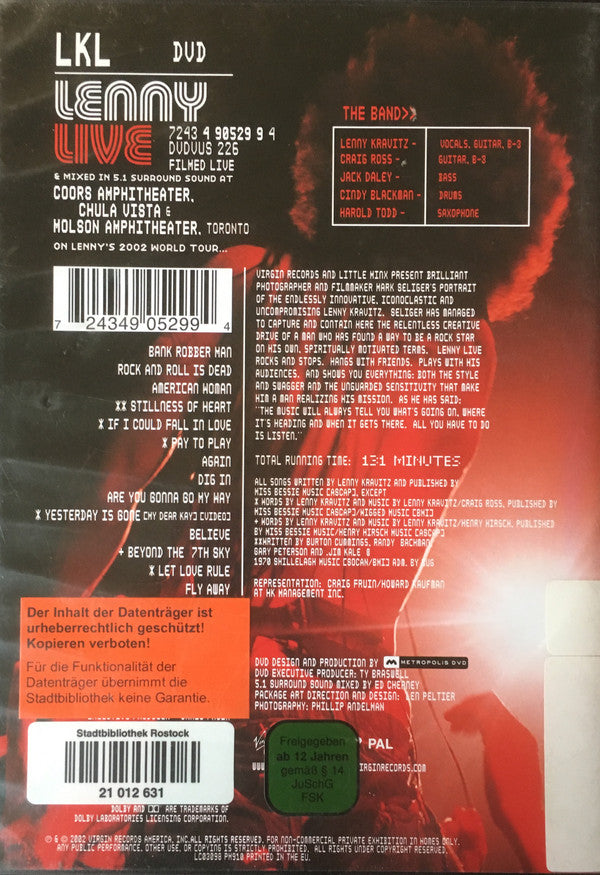 LKL DVD
LENNY
LIVE
7243 4 90529 9 4
DVDVUS 226
FILMED LIVE
& MIXED IN 5.1 SURROUND SOUND AT
COORS AMPHITHEATER,
CHULA VISTA &
MOLSON AMPHITHEATER, TORONTO
ON LENNY'S 2002 WORLD TOUR...
7 24349 05299 4
BANK ROBBER MAN
ROCK AND ROLL IS DEAD
AMERICAN WOMAN
** STILLNESS OF HEART
* IF I COULD FALL IN LOVE
* PAY TO PLAY
AGAIN
DIG IN
ARE YOU GONNA GO MY WAY
* YESTERDAY IS GONE [MY DEAR KAY] [VIDEO]
BELIEVE
+ BEYOND THE 7TH SKY
* LET LOVE RULE
FLY AWAY
THE BAND>>
LENNY KRAVITZ - VOCALS, GUITAR, B-3
CRAIG ROSS - GUITAR, B-3
JACK DALEY - BASS
CINDY BLACKMAN - DRUMS
HAROLD TODD - SAXOPHONE
VIRGIN RECORDS AND LITTLE MINX PRESENT BRILLIANT
PHOTOGRAPHER AND FILMMAKER MARK SELIGER'S PORTRAIT
OF THE ENDLESSLY INNOVATIVE, ICONOCLASTIC AND
UNCOMPROMISING LENNY KRAVITZ. SELIGER HAS MANAGED
TO CAPTURE AND CONTAIN HERE THE RELENTLESS CREATIVE
DRIVE OF A MAN WHO HAS FOUND A WAY TO BE A ROCK STAR
ON HIS OWN, SPIRITUALLY MOTIVATED TERMS. LENNY LIVE
ROCKS AND STOPS. HANGS WITH FRIENDS. PLAYS WITH HIS
AUDIENCES. AND SHOWS YOU EVERYTHING: BOTH THE STYLE
AND SWAGGER AND THE UNGUARDED SENSITIVITY THAT MAKE
HIM A MAN REALIZING HIS MISSION. AS HE HAS SAID:
"THE MUSIC WILL ALWAYS TELL YOU WHAT'S GOING ON, WHERE
IT'S HEADING AND WHEN IT GETS THERE. ALL YOU HAVE TO DO
IS LISTEN."
TOTAL RUNNING TIME: 131 MINUTES
ALL SONGS WRITTEN BY LENNY KRAVITZ AND PUBLISHED BY
MISS BESSIE MUSIC [ASCAP], EXCEPT
* WORDS BY LENNY KRAVITZ AND MUSIC BY LENNY KRAVITZ/CRAIG ROSS, PUBLISHED BY
MISS BESSIE MUSIC [ASCAP]/WIGGED MUSIC [BMI]
+ WORDS BY LENNY KRAVITZ AND MUSIC BY LENNY KRAVITZ/HENRY HIRSCH, PUBLISHED
BY MISS BESSIE MUSIC/HENRY HIRSCH MUSIC [ASCAP]
**WRITTEN BY BURTON CUMMINGS, RANDY BACHMAN,
GARY PETERSON AND JIM KALE ©
1970 SHILLELAGH MUSIC [SOCAN/BMI] ADM. BY BUG
REPRESENTATION: CRAIG FRUIN/HOWARD KAUFMAN
AT HK MANAGEMENT INC.
Der Inhalt der Datenträger ist
urheberrechtlich geschützt!
Kopieren verboten!
Für die Funktionalität der
Datenträger übernimmt die
Stadtbibliothek keine Garantie.
DVD DESIGN AND PRODUCTION BY METROPOLIS DVD
DVD EXECUTIVE PRODUCER: TY BRASWELL
5.1 SURROUND SOUND MIXED BY ED CHERNEY
PACKAGE ART DIRECTION AND DESIGN: LEN PELTIER
PHOTOGRAPHY: PHILLIP ANDELMAN
Stadtbibliothek Rostock
21 012 631
Freigegeben
ab 12 Jahren
gemäß § 14
JuSchG
FSK
PAL
DOLBY AND ARE TRADEMARKS OF
DOLBY LABORATORIES LICENSING CORPORATION
℗ & © 2002 VIRGIN RECORDS AMERICA, INC. ALL RIGHTS RESERVED. FOR NON-COMMERCIAL PRIVATE EXHIBITION IN HOMES ONLY.
ANY PUBLIC PERFORMANCE, OTHER USE, OR COPYING IS STRICTLY PROHIBITED. ALL RIGHTS UNDER COPYRIGHT RESERVED.
LC03098 PM910 PRINTED IN THE EU.